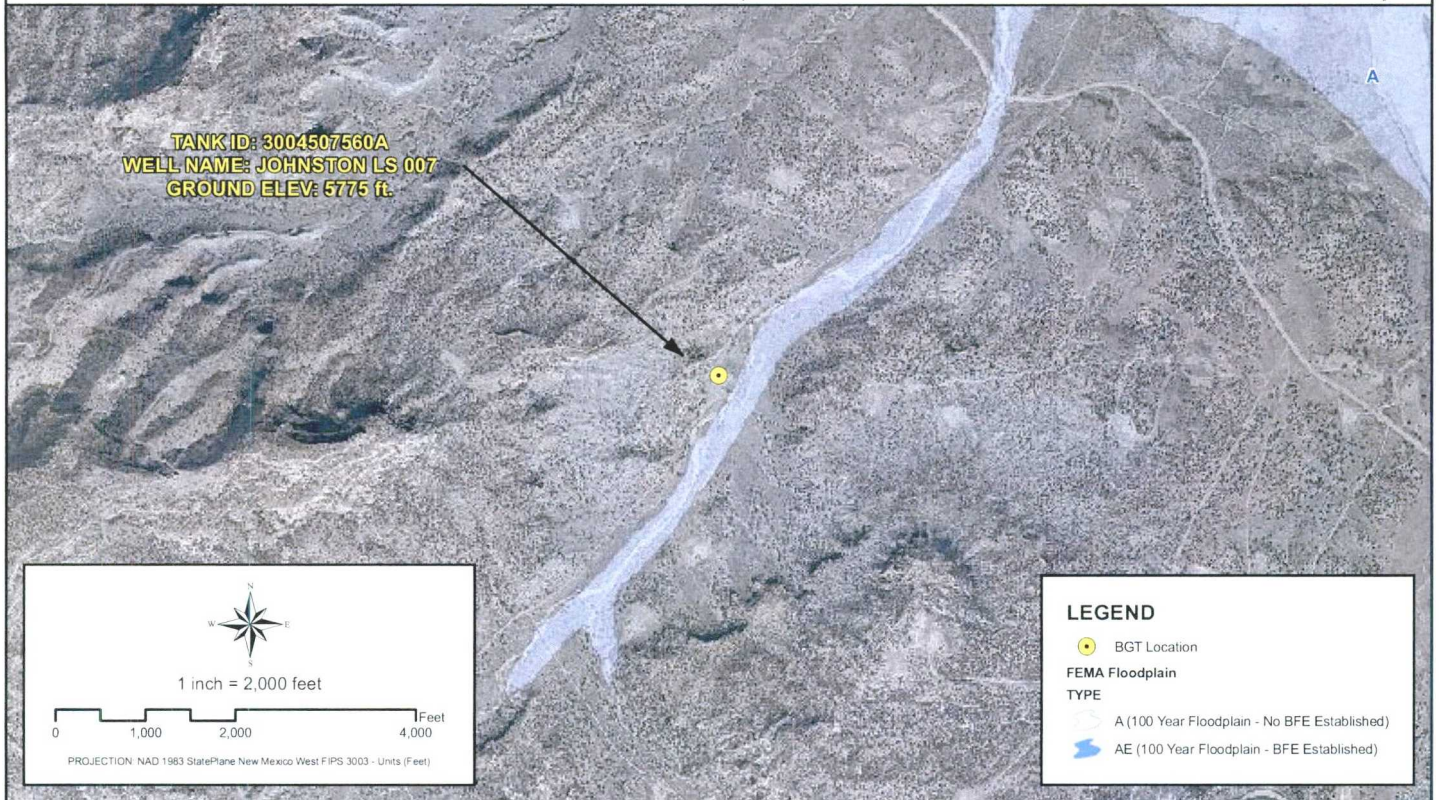 A
TANK ID: 3004507560A
WELL NAME: JOHNSTON LS 007
GROUND ELEV: 5775 ft.
N
W
E
S
1 inch = 2,000 feet
Feet
0 1,000 2,000 4,000
PROJECTION: NAD 1983 StatePlane New Mexico West FIPS 3003 - Units (Feet)
LEGEND
BGT Location
FEMA Floodplain
TYPE
A (100 Year Floodplain - No BFE Established)
AE (100 Year Floodplain - BFE Established)